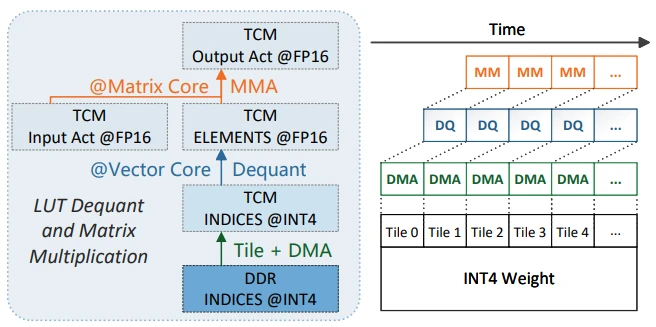 TCM
Output Act @FP16
@Matrix Core MMA
TCM
Input Act @FP16
TCM
ELEMENTS @FP16
@Vector Core Dequant
TCM
INDICES @INT4
LUT Dequant
and Matrix
Multiplication
Tile + DMA
DDR
INDICES @INT4
Time
MM MM MM ...
DQ DQ DQ DQ ...
DMA DMA DMA DMA DMA ...
Tile 0 Tile 1 Tile 2 Tile 3 Tile 4 ...
INT4 Weight